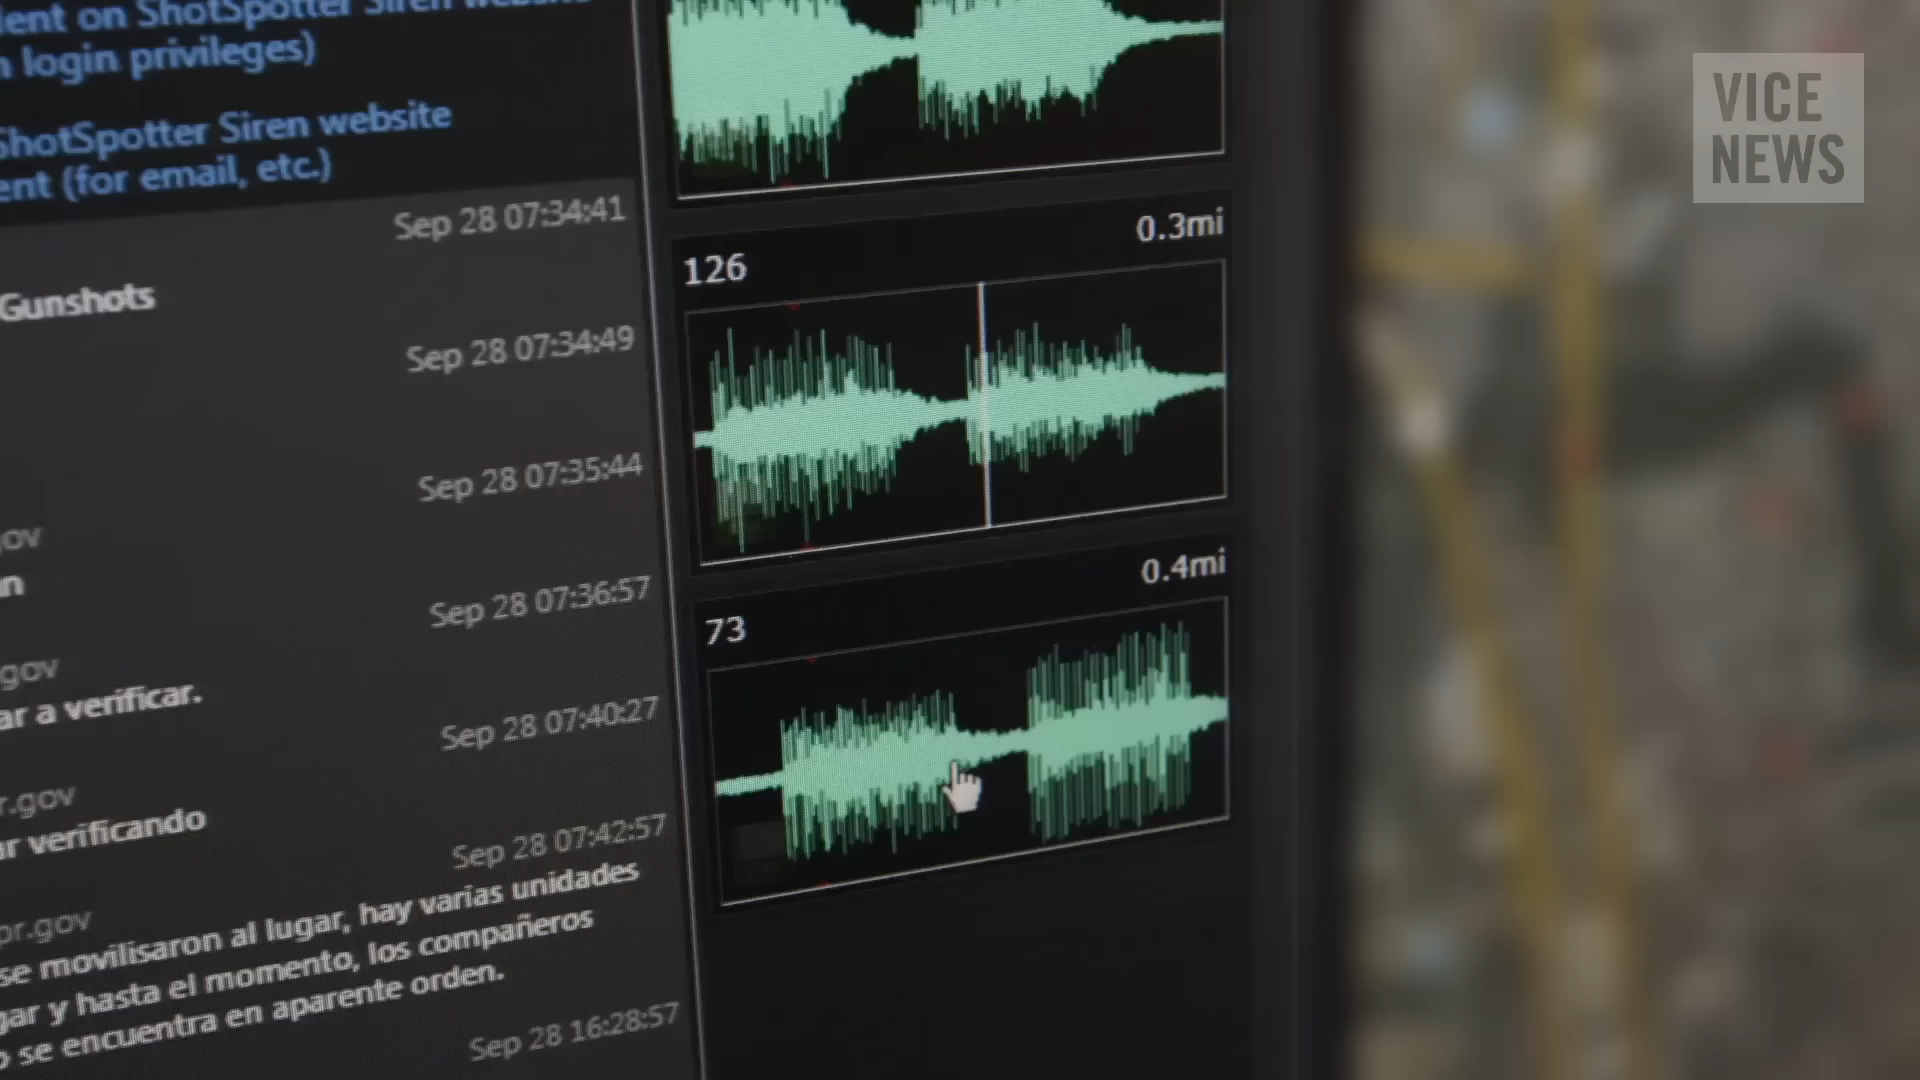 ent on ShotSpotter Siren website
login privileges)
ShotSpotter Siren website
ent (for email, etc.)
Sep 28 07:34:41
Gunshots
Sep 28 07:34:49
Sep 28 07:35:44
Sep 28 07:36:57
.gov
ar a verificar.
Sep 28 07:40:27
r.gov
ar verificando
Sep 28 07:42:57
pr.gov
se movilisaron al lugar, hay varias unidades
gar y hasta el momento, los compañeros
se encuentra en aparente orden.
Sep 28 16:28:57
0.3mi
126
0.4mi
73
VICE
NEWS